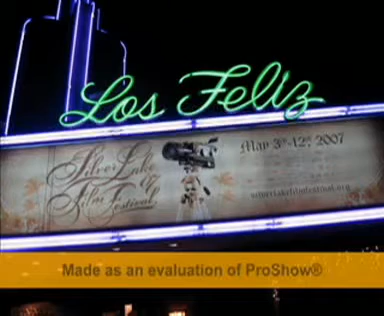 Los Feliz
Silver Lake
Film Festival
May 3rd-12th 2007
silverlakefilmfestival.org
Made as an evaluation of ProShow®